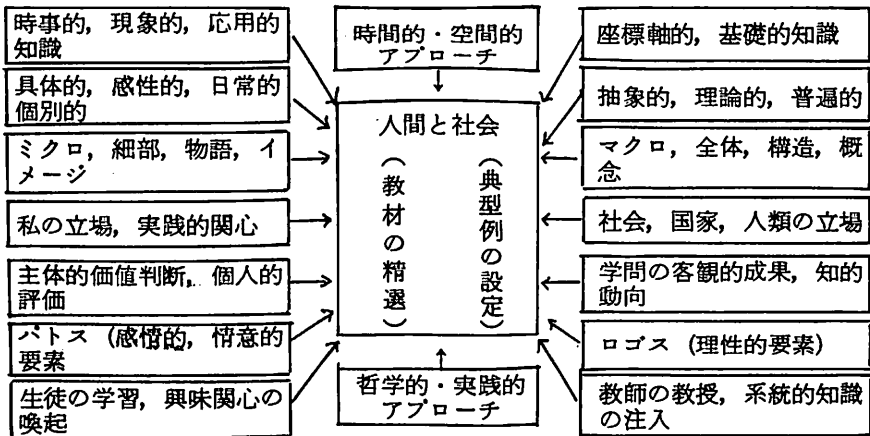 時事的, 現象的, 応用的
知識
具体的, 感性的, 日常的
個別的
ミクロ, 細部, 物語, イ
メージ
私の立場, 実践的関心
主体的価値判断, 個人的
評価
パトス (感情的, 情意的
要素
生徒の学習, 興味関心の
喚起
時間的・空間的
アプローチ
人間と社会
(教材の精選)
(典型例の設定)
哲学的・実践的
アプローチ
座標軸的, 基礎的知識
抽象的, 理論的, 普遍的
マクロ, 全体, 構造, 概
念
社会, 国家, 人類の立場
学問の客観的成果, 知的
動向
ロゴス (理性的要素)
教師の教授, 系統的知識
の注入